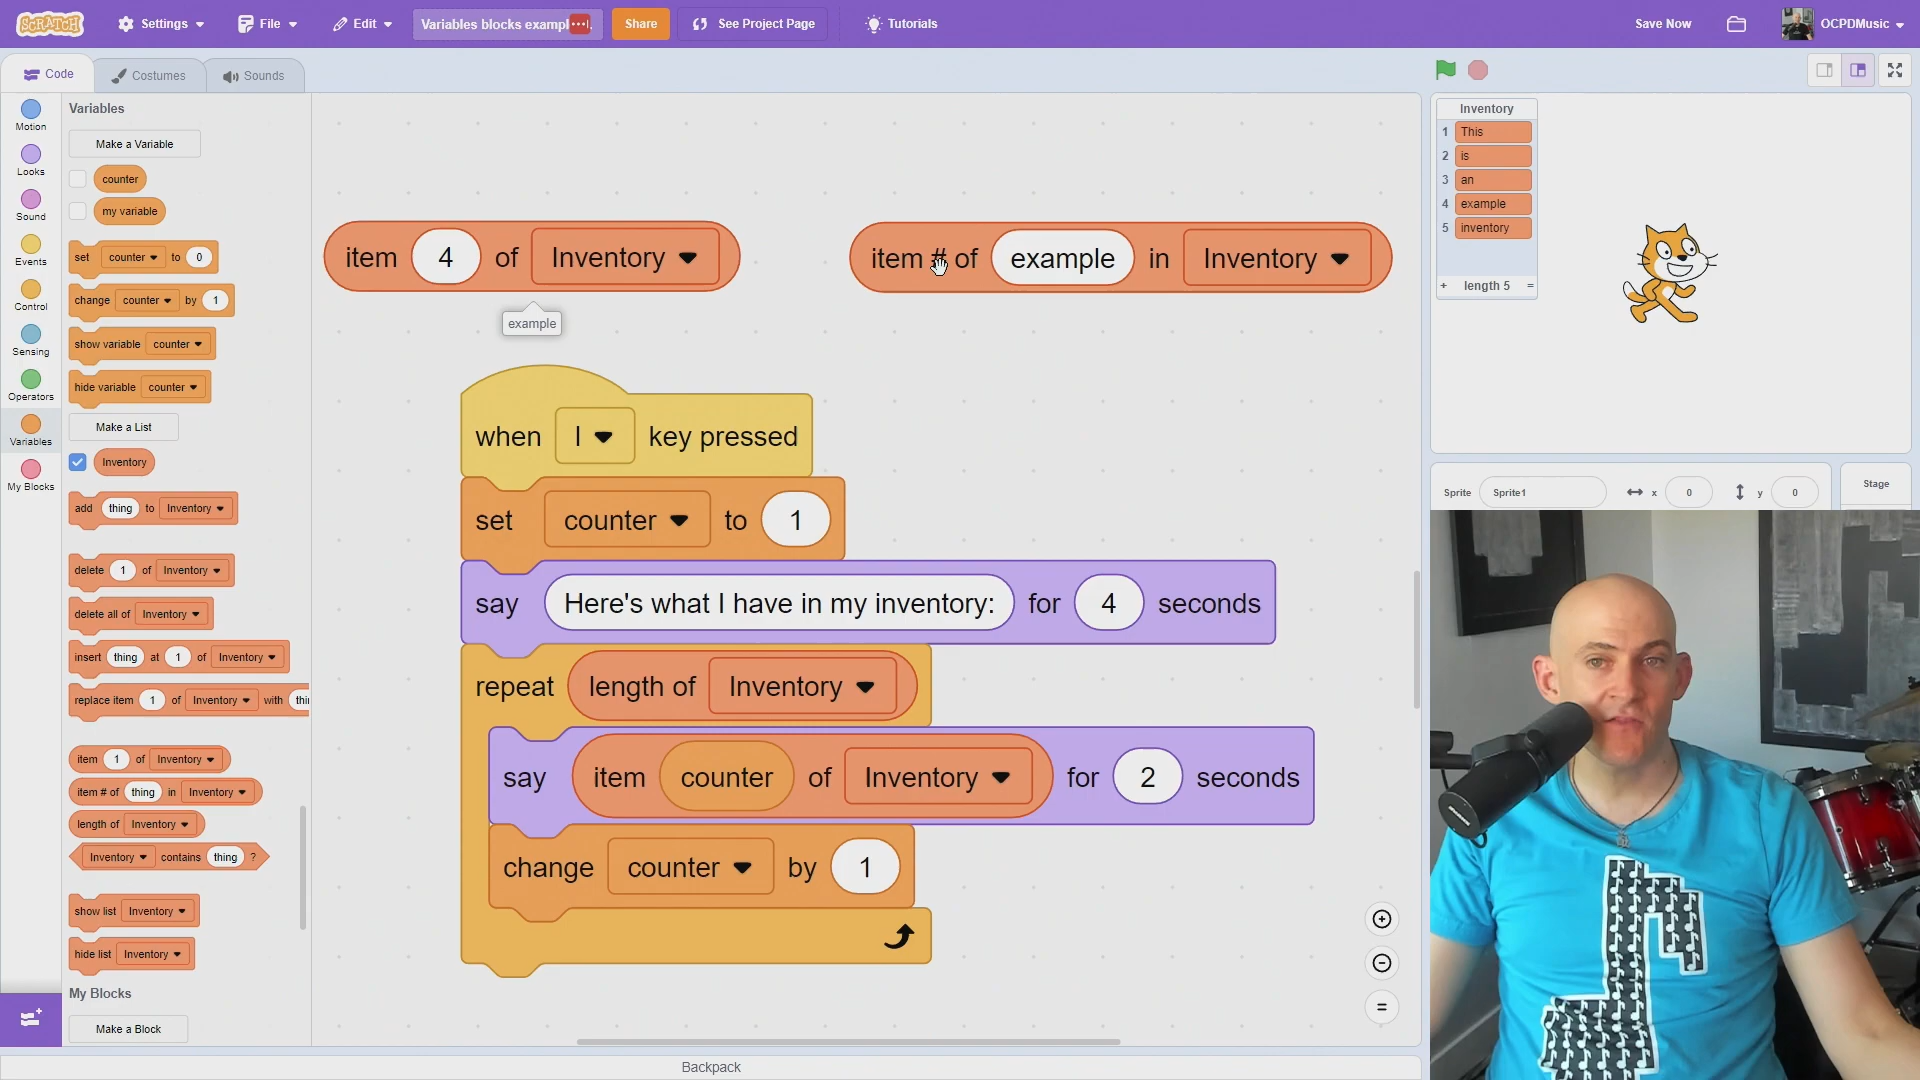 SCRATCH
Settings
File
Edit
Variables blocks exampl
Share
See Project Page
Tutorials
Save Now
OCPDMusic
Code
Costumes
Sounds
Motion
Looks
Sound
Events
Control
Sensing
Operators
Variables
My Blocks
Variables
Make a Variable
counter
my variable
set counter to 0
change counter by 1
show variable counter
hide variable counter
Make a List
Inventory
add thing to Inventory
delete 1 of Inventory
delete all of Inventory
insert thing at 1 of Inventory
replace item 1 of Inventory with thi
item 1 of Inventory
item # of thing in Inventory
length of Inventory
Inventory contains thing ?
show list Inventory
hide list Inventory
My Blocks
Make a Block
item 4 of Inventory
example
item # of example in Inventory
when I key pressed
set counter to 1
say Here's what I have in my inventory: for 4 seconds
repeat length of Inventory
say item counter of Inventory for 2 seconds
change counter by 1
Backpack
Inventory
1 This
2 is
3 an
4 example
5 inventory
+ length 5 =
Sprite Sprite1 x 0 y 0
Stage